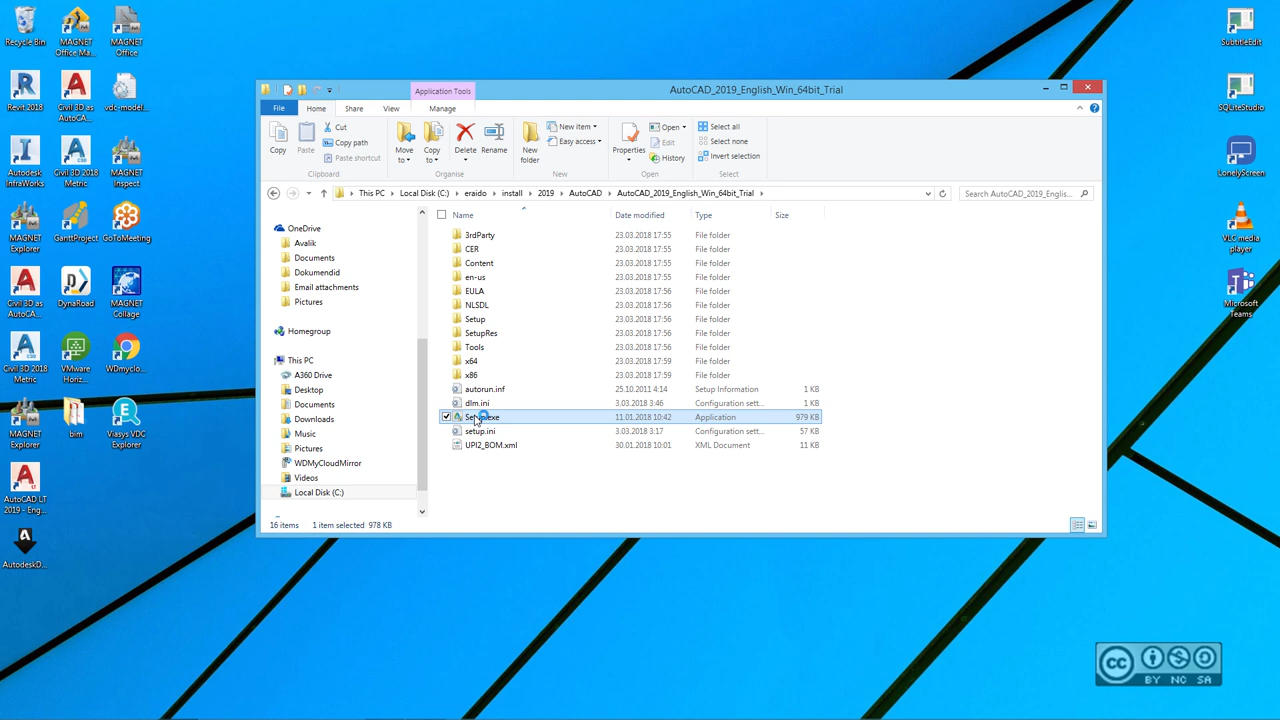 Recycle Bin
MAGNET Office Ma...
MAGNET Office
Revit 2018
Civil 3D as AutoCA...
vdc-model...
Autodesk InfraWorks
Civil 3D 2018 Metric
MAGNET Inspect
MAGNET Explorer
GanttProject
GoToMeeting
Civil 3D as AutoCA...
DynaRoad
MAGNET Collage
Civil 3D 2018 Metric
VMware Horiz...
WDmyclo...
MAGNET Explorer
bim
Viasys VDC Explorer
AutoCAD LT 2019 - Eng...
AutodeskD...
SubtitleEdit
SQLiteStudio
LonelyScreen
VLC media player
Microsoft Teams
Application Tools
AutoCAD_2019_English_Win_64bit_Trial
File Home Share View Manage
Copy
Paste
Cut
Copy path
Paste shortcut
Clipboard
Move to
Copy to
Delete
Rename
Organise
New folder
New item
Easy access
New
Properties
Open
Edit
History
Open
Select all
Select none
Invert selection
Select
This PC Local Disk (C:) eraido install 2019 AutoCAD AutoCAD_2019_English_Win_64bit_Trial
Search AutoCAD_2019_Englis...
OneDrive
Avalik
Documents
Dokumendid
Email attachments
Pictures
Homegroup
This PC
A360 Drive
Desktop
Documents
Downloads
Music
Pictures
WDMyCloudMirror
Videos
Local Disk (C:)
Name Date modified Type Size
3rdParty 23.03.2018 17:55 File folder
CER 23.03.2018 17:55 File folder
Content 23.03.2018 17:55 File folder
en-us 23.03.2018 17:55 File folder
EULA 23.03.2018 17:55 File folder
NLSDL 23.03.2018 17:56 File folder
Setup 23.03.2018 17:56 File folder
SetupRes 23.03.2018 17:56 File folder
Tools 23.03.2018 17:56 File folder
x64 23.03.2018 17:59 File folder
x86 23.03.2018 17:59 File folder
autorun.inf 25.10.2011 4:14 Setup Information 1 KB
dlm.ini 3.03.2018 3:46 Configuration sett... 1 KB
Setup.exe 11.01.2018 10:42 Application 979 KB
setup.ini 3.03.2018 3:17 Configuration sett... 57 KB
UPI2_BOM.xml 30.01.2018 10:01 XML Document 11 KB
16 items 1 item selected 978 KB
cc
BY NC SA